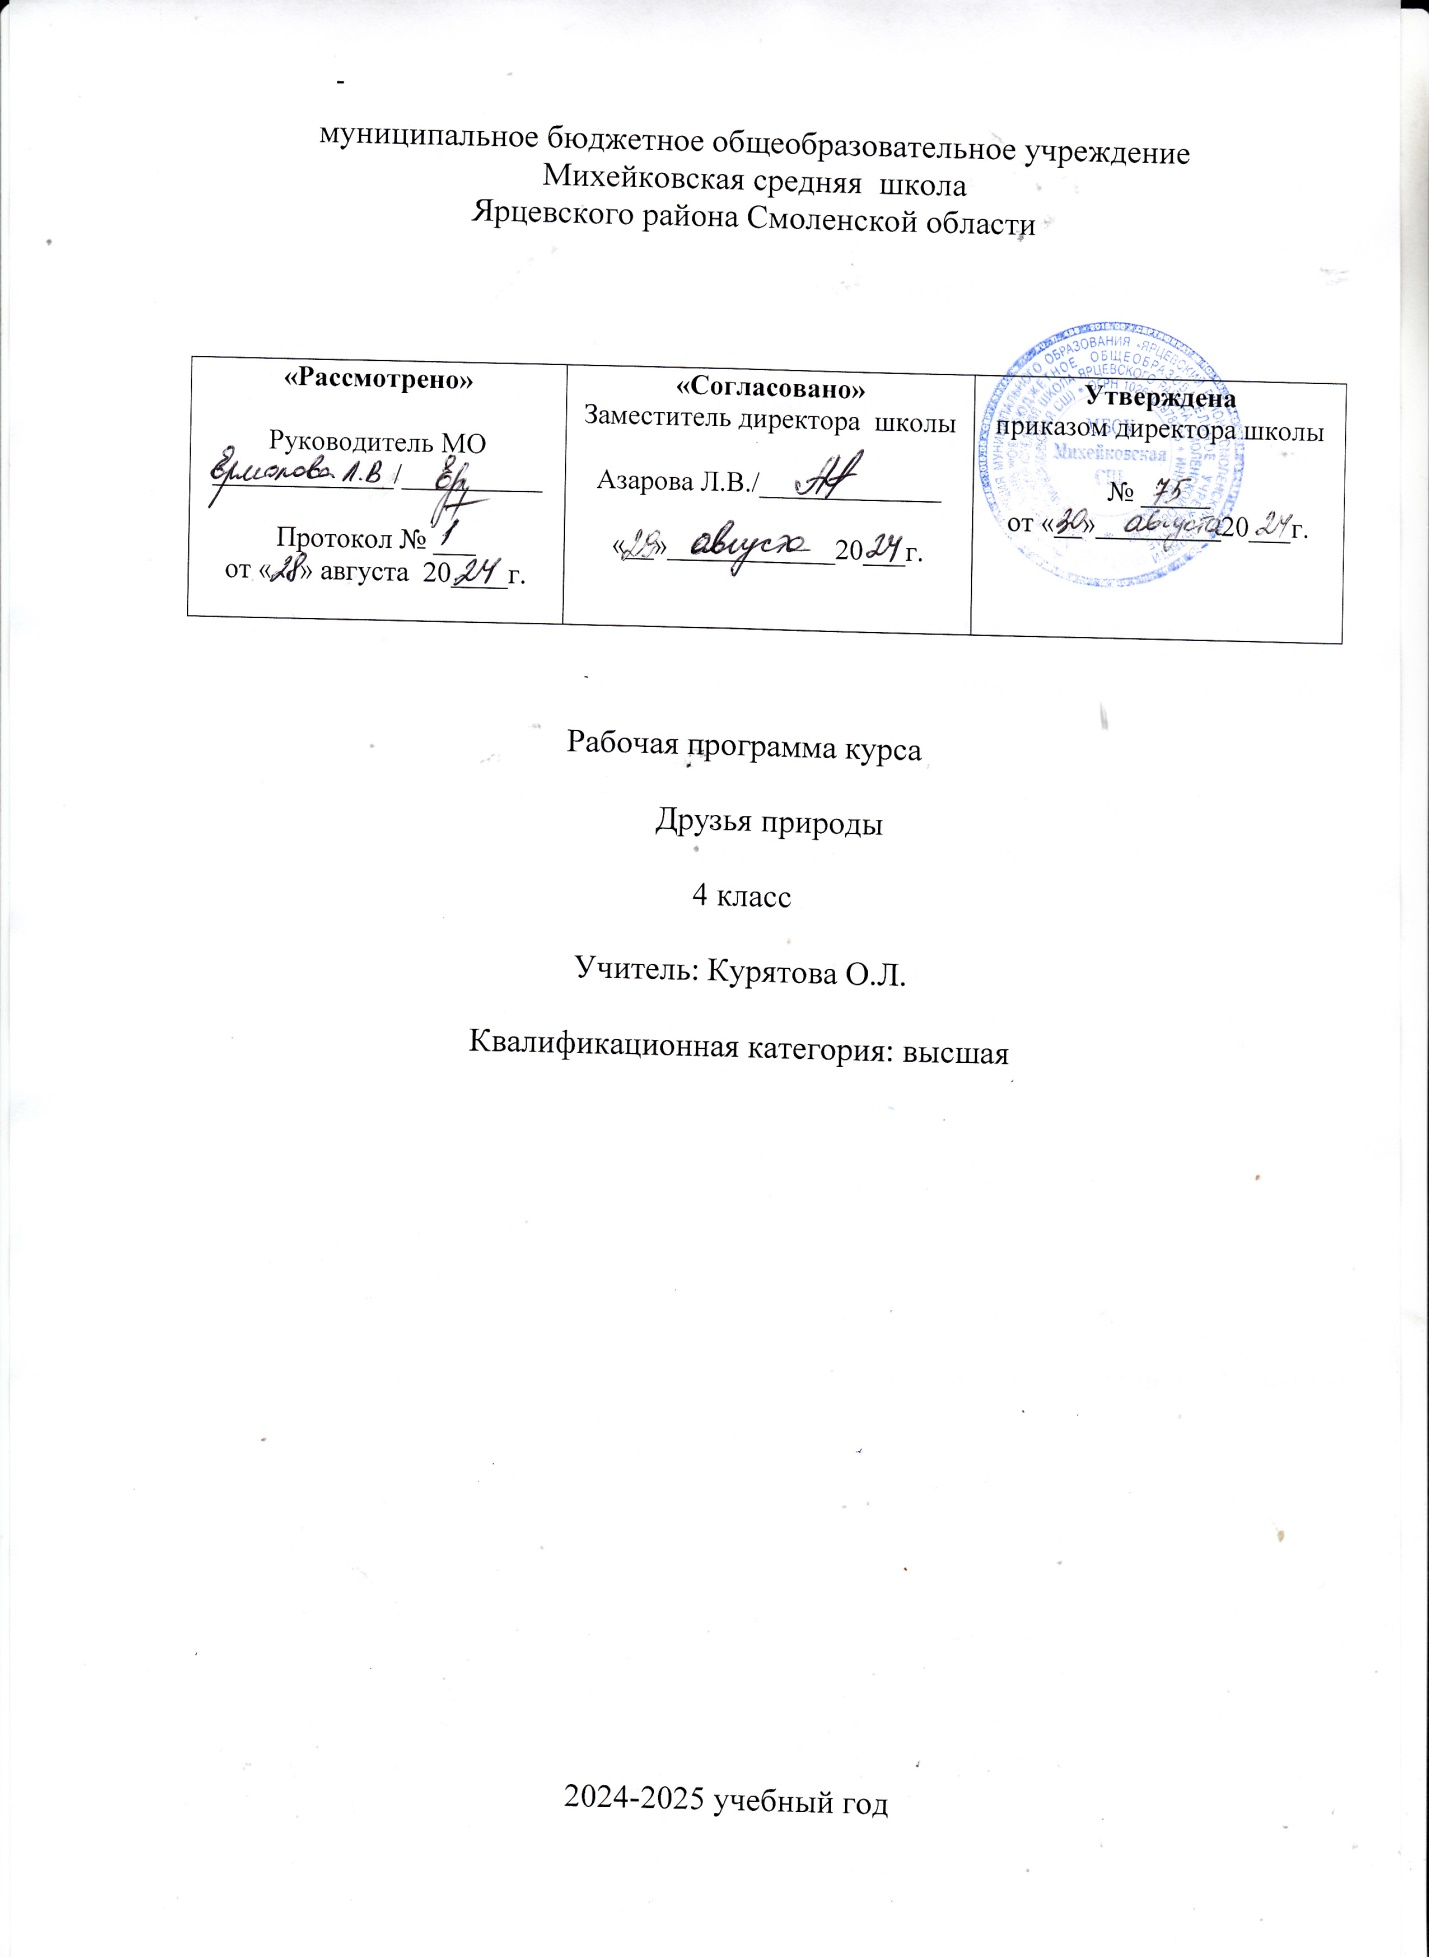 муниципальное бюджетное общеобразовательное учреждение
Михейковская средняя школа
Ярцевского района Смоленской области
«Рассмотрено»
Руководитель МО
Л.В /
Протокол № 1
от «28» августа 2024 г.
«Согласовано»
Заместитель директора школы
Азарова Л.В./
«29» августа 2024 г.
Утверждена
приказом директора школы
№ 75
от «30» августа 2024 г.
Михейковская
Рабочая программа курса
Друзья природы
4 класс
Учитель: Курятова О.Л.
Квалификационная категория: высшая
2024-2025 учебный год